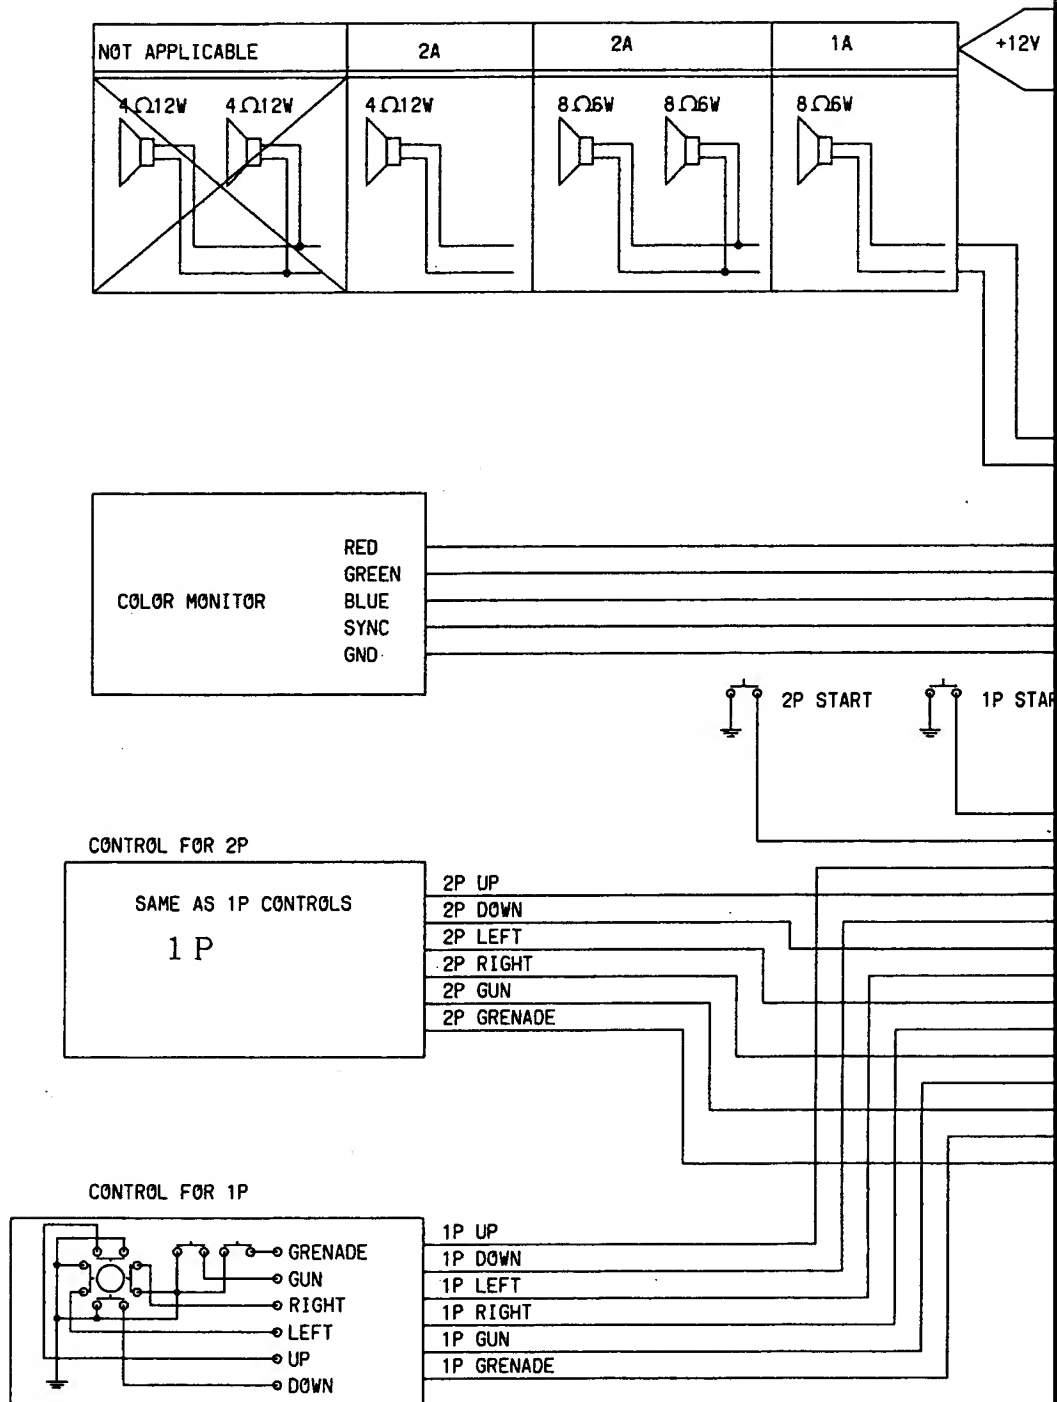 NOT APPLICABLE 2A 2A 1A +12V
4Ω12W 4Ω12W 4Ω12W 8Ω6W 8Ω6W 8Ω6W
RED
GREEN
COLOR MONITOR BLUE
SYNC
GND
2P START 1P STAR
CONTROL FOR 2P
SAME AS 1P CONTROLS
1 P
2P UP
2P DOWN
2P LEFT
2P RIGHT
2P GUN
2P GRENADE
CONTROL FOR 1P
GRENADE
GUN
RIGHT
LEFT
UP
DOWN
1P UP
1P DOWN
1P LEFT
1P RIGHT
1P GUN
1P GRENADE